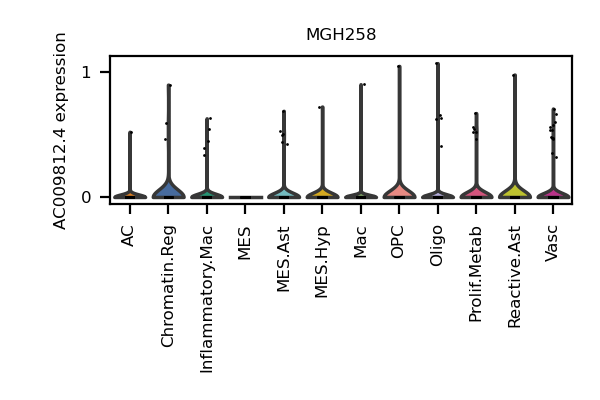 MGH258
AC009812.4 expression
1
0
AC
Chromatin.Reg
Inflammatory.Mac
MES
MES.Ast
MES.Hyp
Mac
OPC
Oligo
Prolif.Metab
Reactive.Ast
Vasc